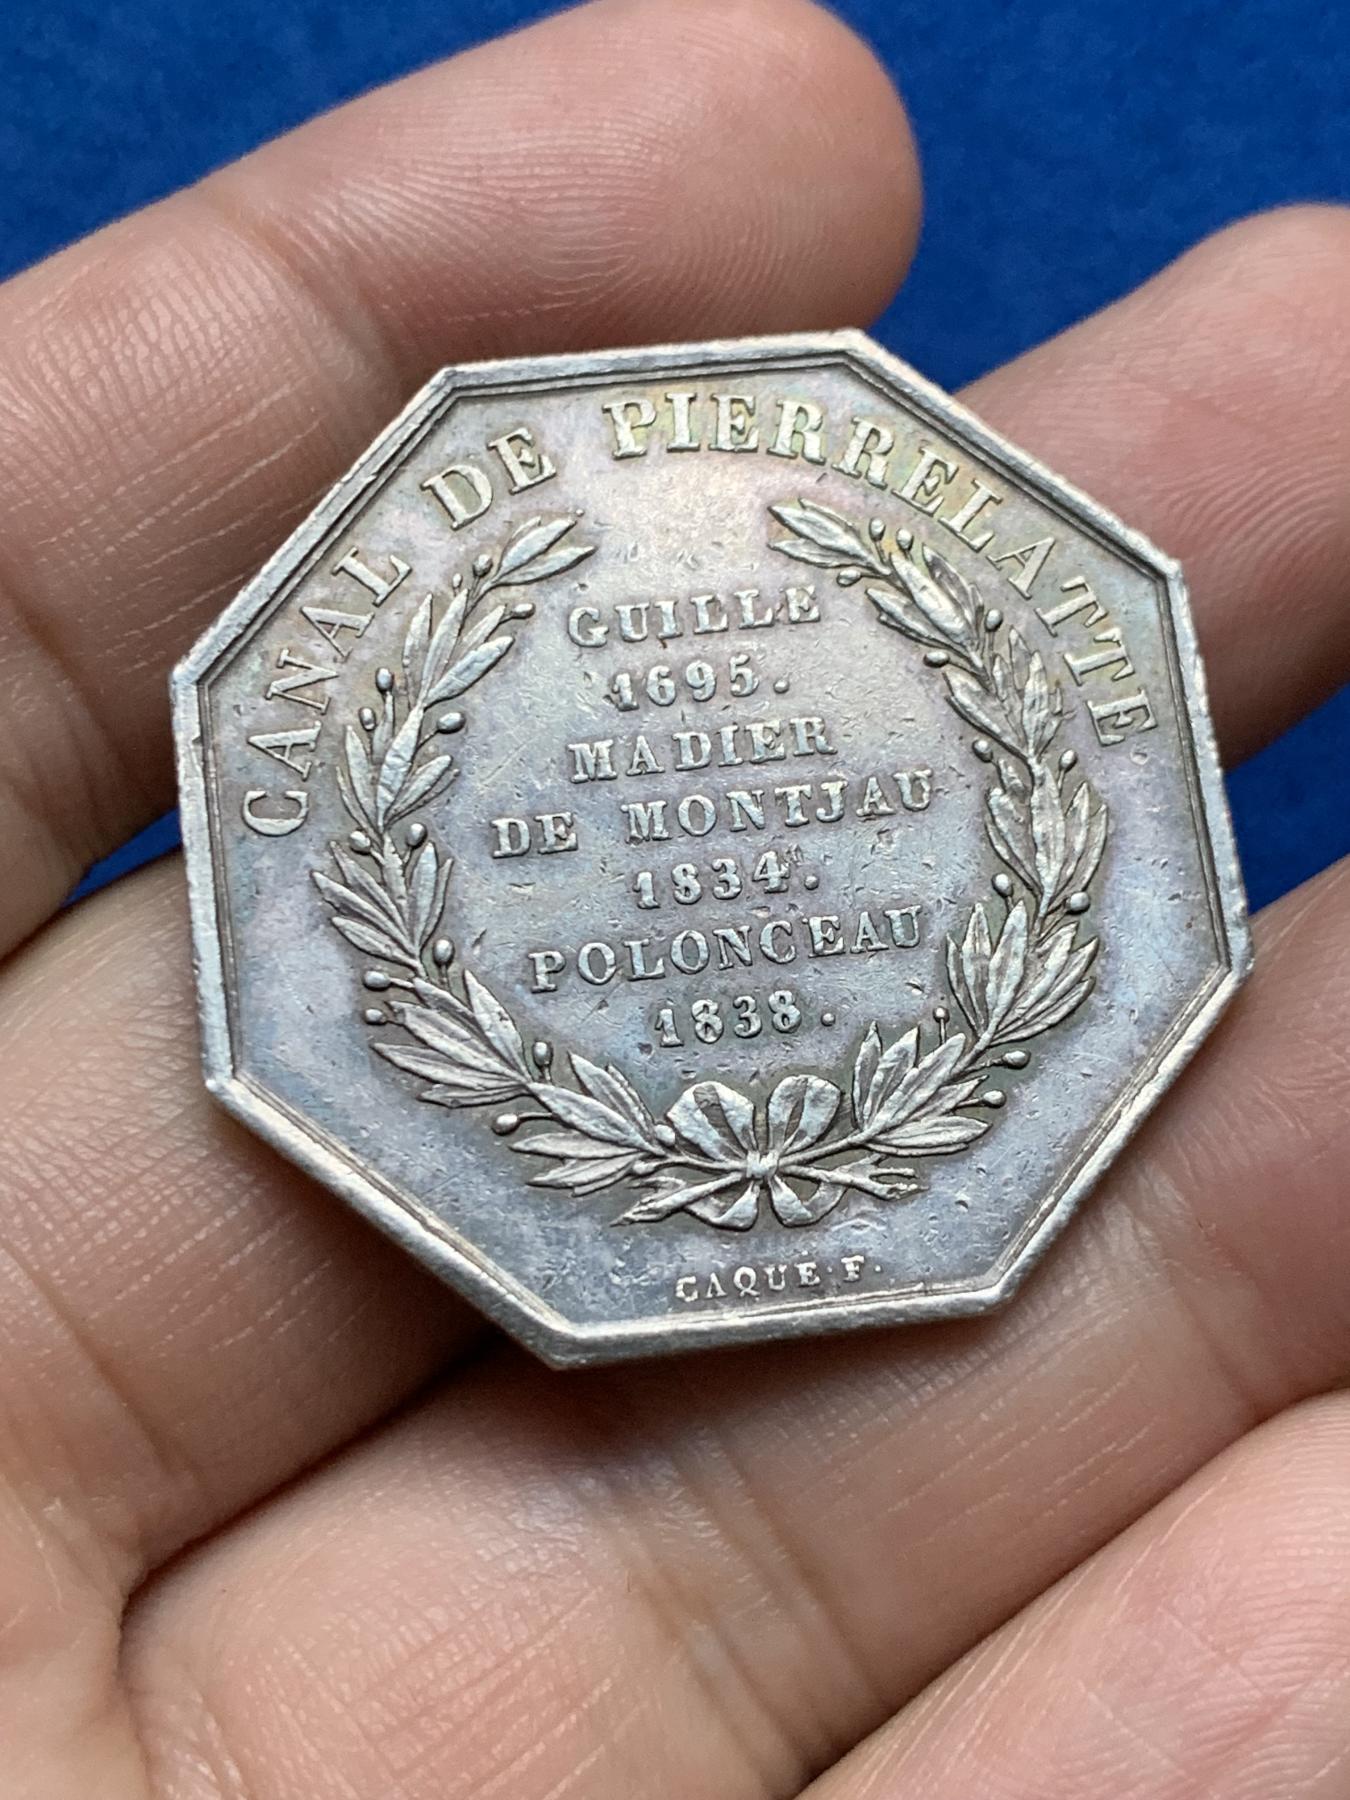 CANAL DE PIERRELATTE
GUILLE
1695.
MADIER
DE MONTJAU
1834.
POLONCEAU
1838.
CAQUE·F·